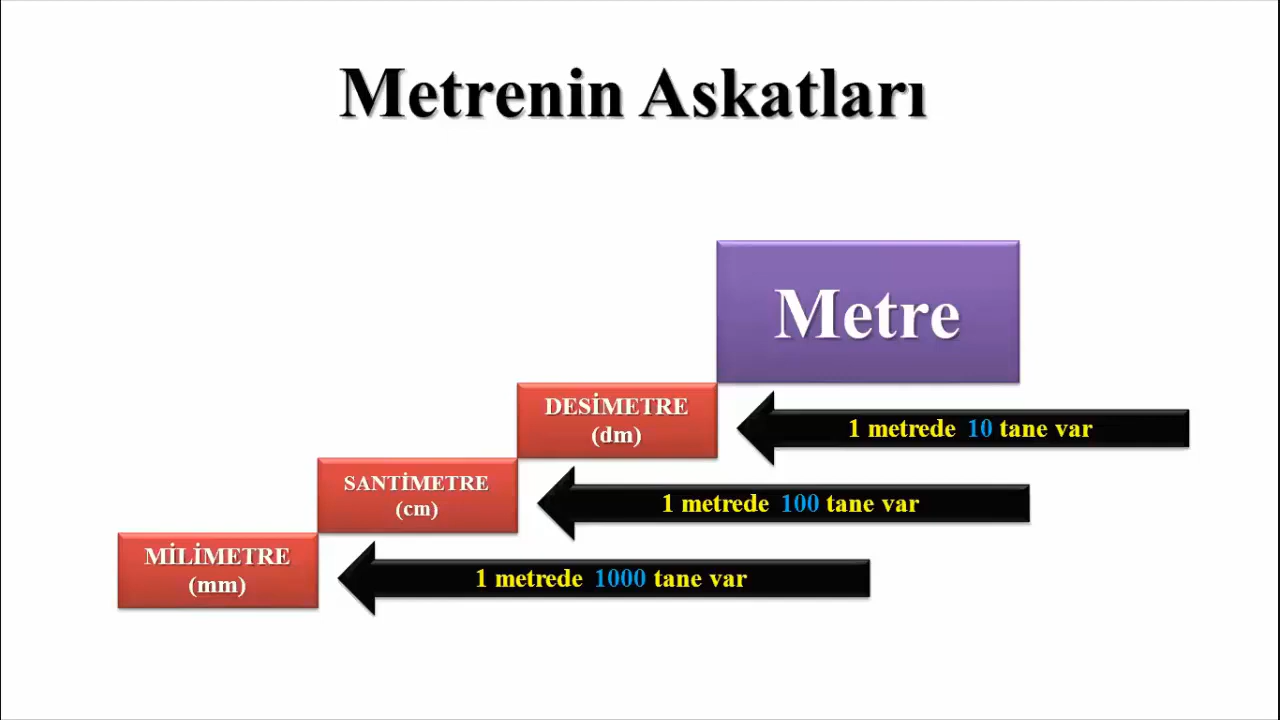 Metrenin Askatları
Metre
DESİMETRE
(dm)
1 metrede 10 tane var
SANTİMETRE
(cm)
1 metrede 100 tane var
MİLİMETRE
(mm)
1 metrede 1000 tane var